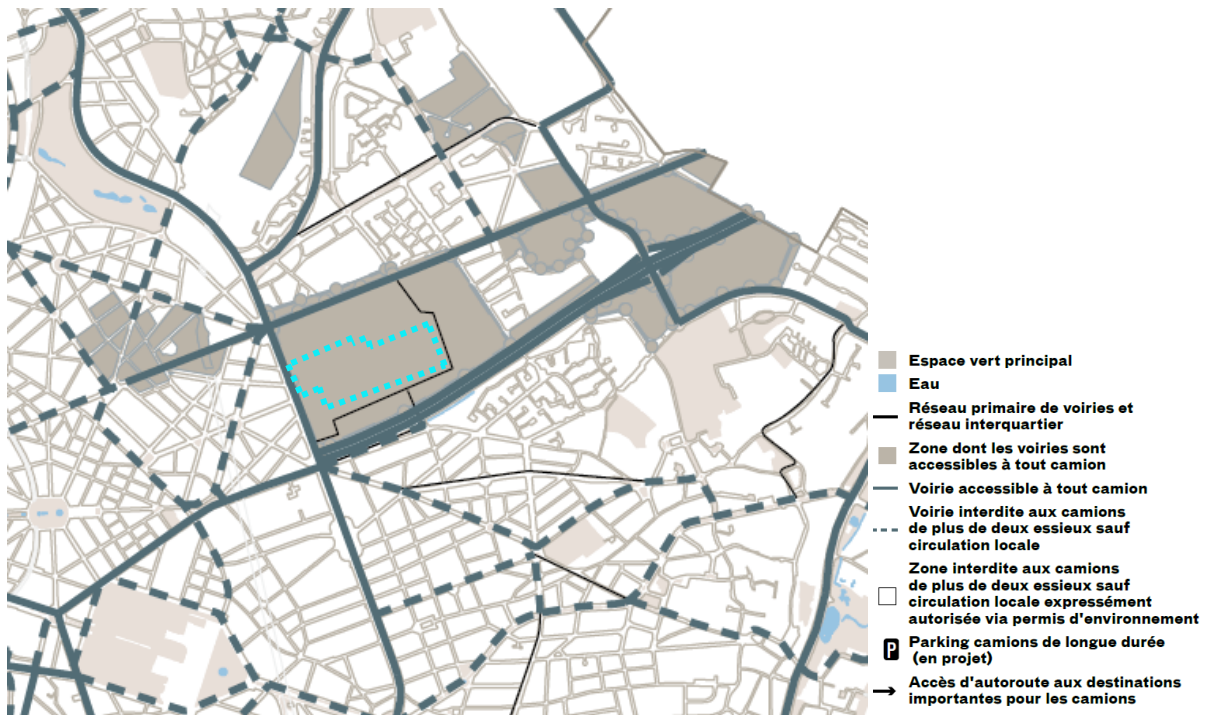 Espace vert principal
Eau
Réseau primaire de voiries et
réseau interquartier
Zone dont les voiries sont
accessibles à tout camion
Voirie accessible à tout camion
Voirie interdite aux camions
de plus de deux essieux sauf
circulation locale
Zone interdite aux camions
de plus de deux essieux sauf
circulation locale expressément
autorisée via permis d'environnement
P
Parking camions de longue durée
(en projet)
Accès d'autoroute aux destinations
importantes pour les camions